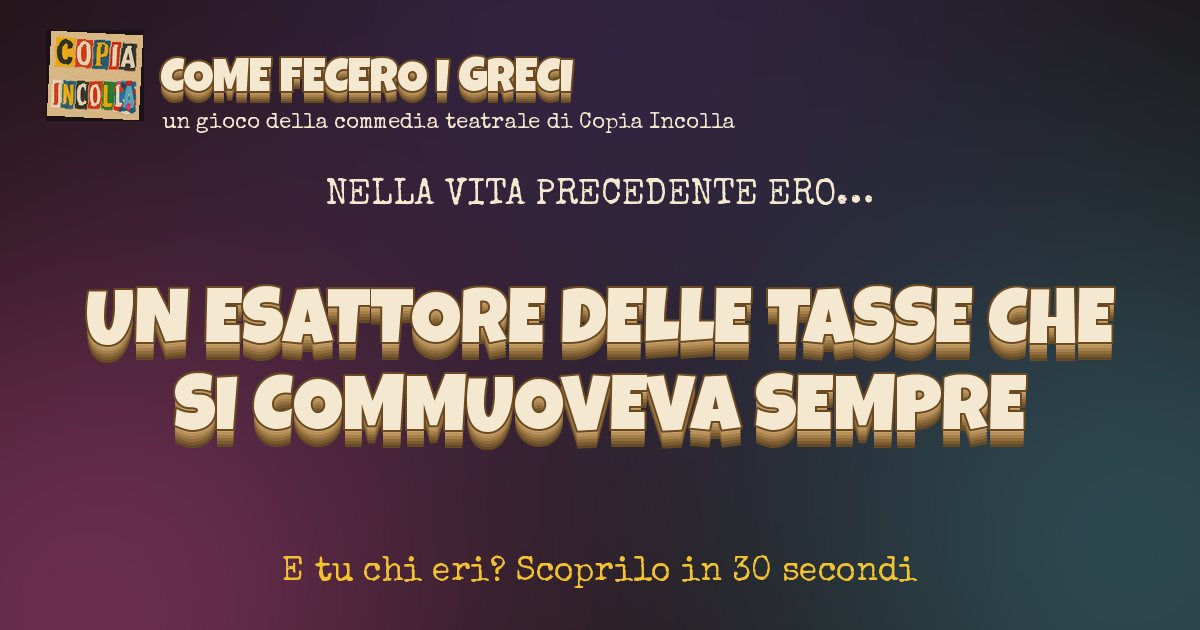 COPIA
INCOLLA
COME FECERO I GRECI
un gioco della commedia teatrale di Copia Incolla
NELLA VITA PRECEDENTE ERO...
UN ESATTORE DELLE TASSE CHE
SI COMMUOVEVA SEMPRE
E tu chi eri? Scoprilo in 30 secondi